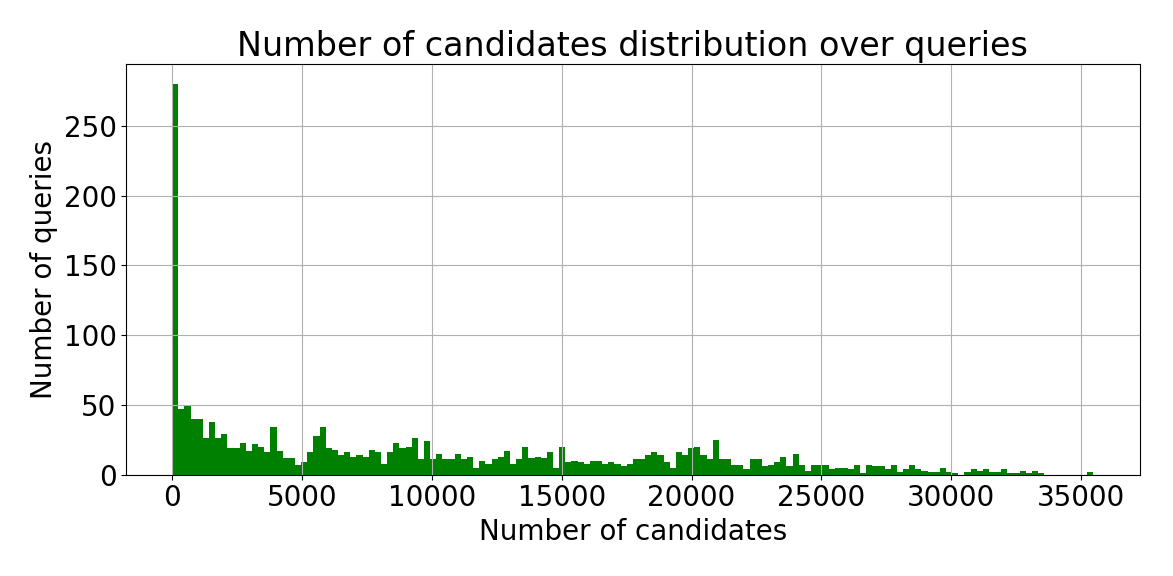 Number of candidates distribution over queries
Number of queries
250
200
150
100
50
0
0 5000 10000 15000 20000 25000 30000 35000
Number of candidates